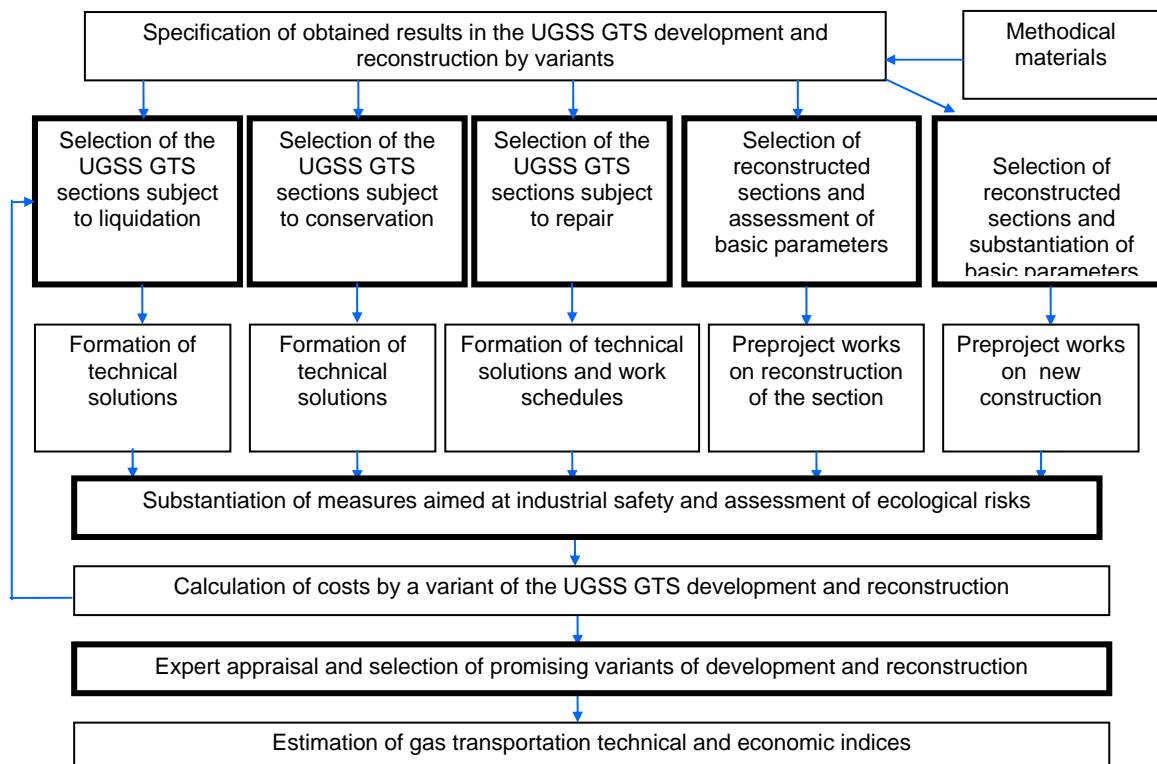 Specification of obtained results in the UGSS GTS development and
reconstruction by variants
Methodical
materials
Selection of the
UGSS GTS
sections subject
to liquidation
Selection of the
UGSS GTS
sections subject
to conservation
Selection of the
UGSS GTS
sections subject
to repair
Selection of
reconstructed
sections and
assessment of
basic parameters
Selection of
reconstructed
sections and
substantiation of
basic parameters
Formation of
technical
solutions
Formation of
technical
solutions
Formation of technical
solutions and work
schedules
Preproject works
on reconstruction
of the section
Preproject works
on new
construction
Substantiation of measures aimed at industrial safety and assessment of ecological risks
Calculation of costs by a variant of the UGSS GTS development and reconstruction
Expert appraisal and selection of promising variants of development and reconstruction
Estimation of gas transportation technical and economic indices